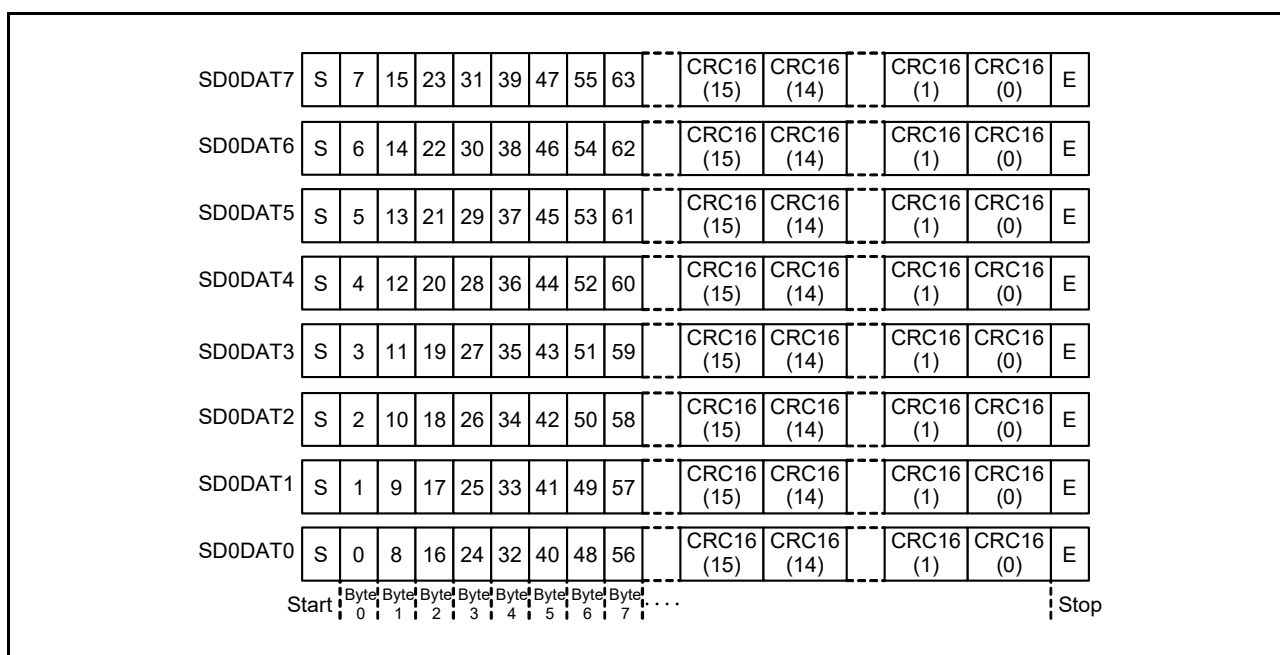 SD0DAT7 S 7 15 23 31 39 47 55 63 CRC16 (15) CRC16 (14) CRC16 (1) CRC16 (0) E
SD0DAT6 S 6 14 22 30 38 46 54 62 CRC16 (15) CRC16 (14) CRC16 (1) CRC16 (0) E
SD0DAT5 S 5 13 21 29 37 45 53 61 CRC16 (15) CRC16 (14) CRC16 (1) CRC16 (0) E
SD0DAT4 S 4 12 20 28 36 44 52 60 CRC16 (15) CRC16 (14) CRC16 (1) CRC16 (0) E
SD0DAT3 S 3 11 19 27 35 43 51 59 CRC16 (15) CRC16 (14) CRC16 (1) CRC16 (0) E
SD0DAT2 S 2 10 18 26 34 42 50 58 CRC16 (15) CRC16 (14) CRC16 (1) CRC16 (0) E
SD0DAT1 S 1 9 17 25 33 41 49 57 CRC16 (15) CRC16 (14) CRC16 (1) CRC16 (0) E
SD0DAT0 S 0 8 16 24 32 40 48 56 CRC16 (15) CRC16 (14) CRC16 (1) CRC16 (0) E
Start Byte 0 Byte 1 Byte 2 Byte 3 Byte 4 Byte 5 Byte 6 Byte 7 . . . . Stop